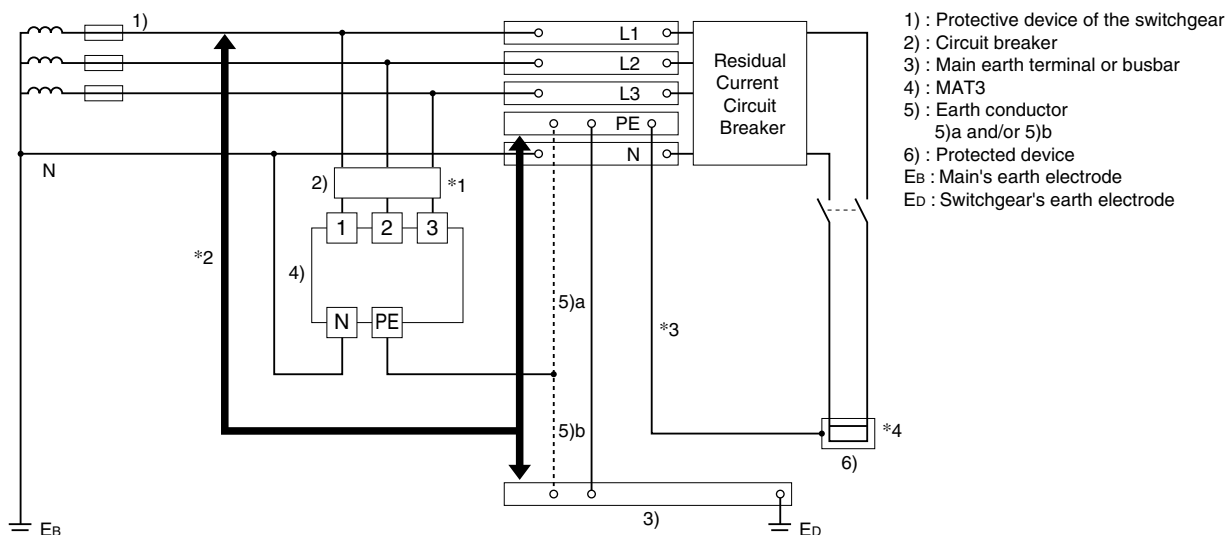 1)
L1
L2
L3
PE
N
Residual
Current
Circuit
Breaker
N
2)
*1
1 2 3
4)
N PE
*2
5)a
5)b
*3
*4
6)
3)
EB
ED
1) : Protective device of the switchgear
2) : Circuit breaker
3) : Main earth terminal or busbar
4) : MAT3
5) : Earth conductor
5)a and/or 5)b
6) : Protected device
EB : Main's earth electrode
ED : Switchgear's earth electrode